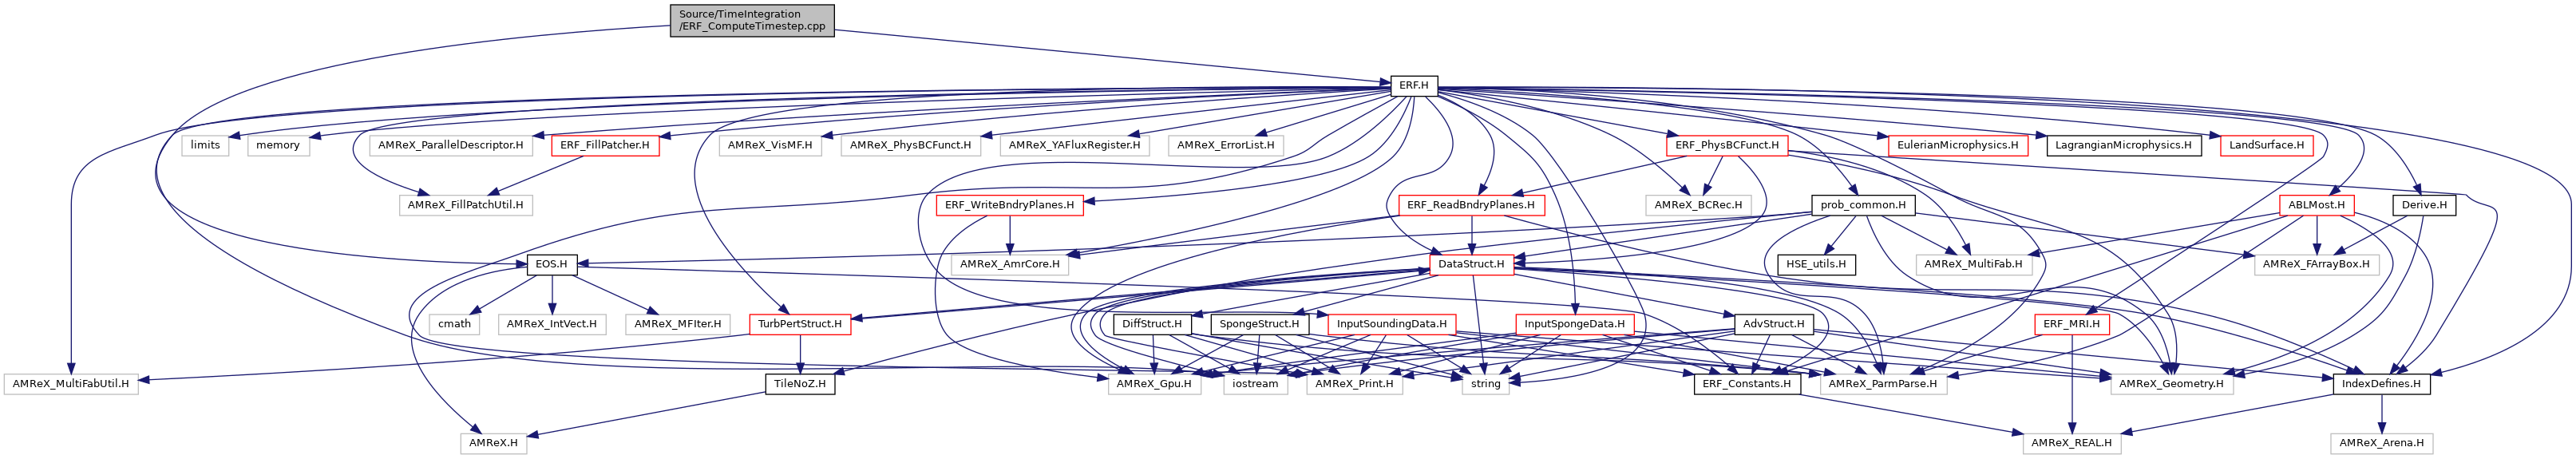 Source/TimeIntegration
/ERF_ComputeTimestep.cpp
ERF.H
limits
memory
AMReX_ParallelDescriptor.H
ERF_FillPatcher.H
AMReX_VisMF.H
AMReX_PhysBCFunct.H
AMReX_YAFluxRegister.H
AMReX_ErrorList.H
ERF_PhysBCFunct.H
EulerianMicrophysics.H
LagrangianMicrophysics.H
LandSurface.H
AMReX_FillPatchUtil.H
ERF_WriteBndryPlanes.H
ERF_ReadBndryPlanes.H
AMReX_BCRec.H
prob_common.H
ABLMost.H
Derive.H
EOS.H
AMReX_AmrCore.H
DataStruct.H
HSE_utils.H
AMReX_MultiFab.H
AMReX_FArrayBox.H
cmath
AMReX_IntVect.H
AMReX_MFIter.H
TurbPertStruct.H
DiffStruct.H
SpongeStruct.H
InputSoundingData.H
InputSpongeData.H
AdvStruct.H
ERF_MRI.H
AMReX_MultiFabUtil.H
TileNoZ.H
AMReX_Gpu.H
iostream
AMReX_Print.H
string
ERF_Constants.H
AMReX_ParmParse.H
AMReX_Geometry.H
IndexDefines.H
AMReX.H
AMReX_REAL.H
AMReX_Arena.H